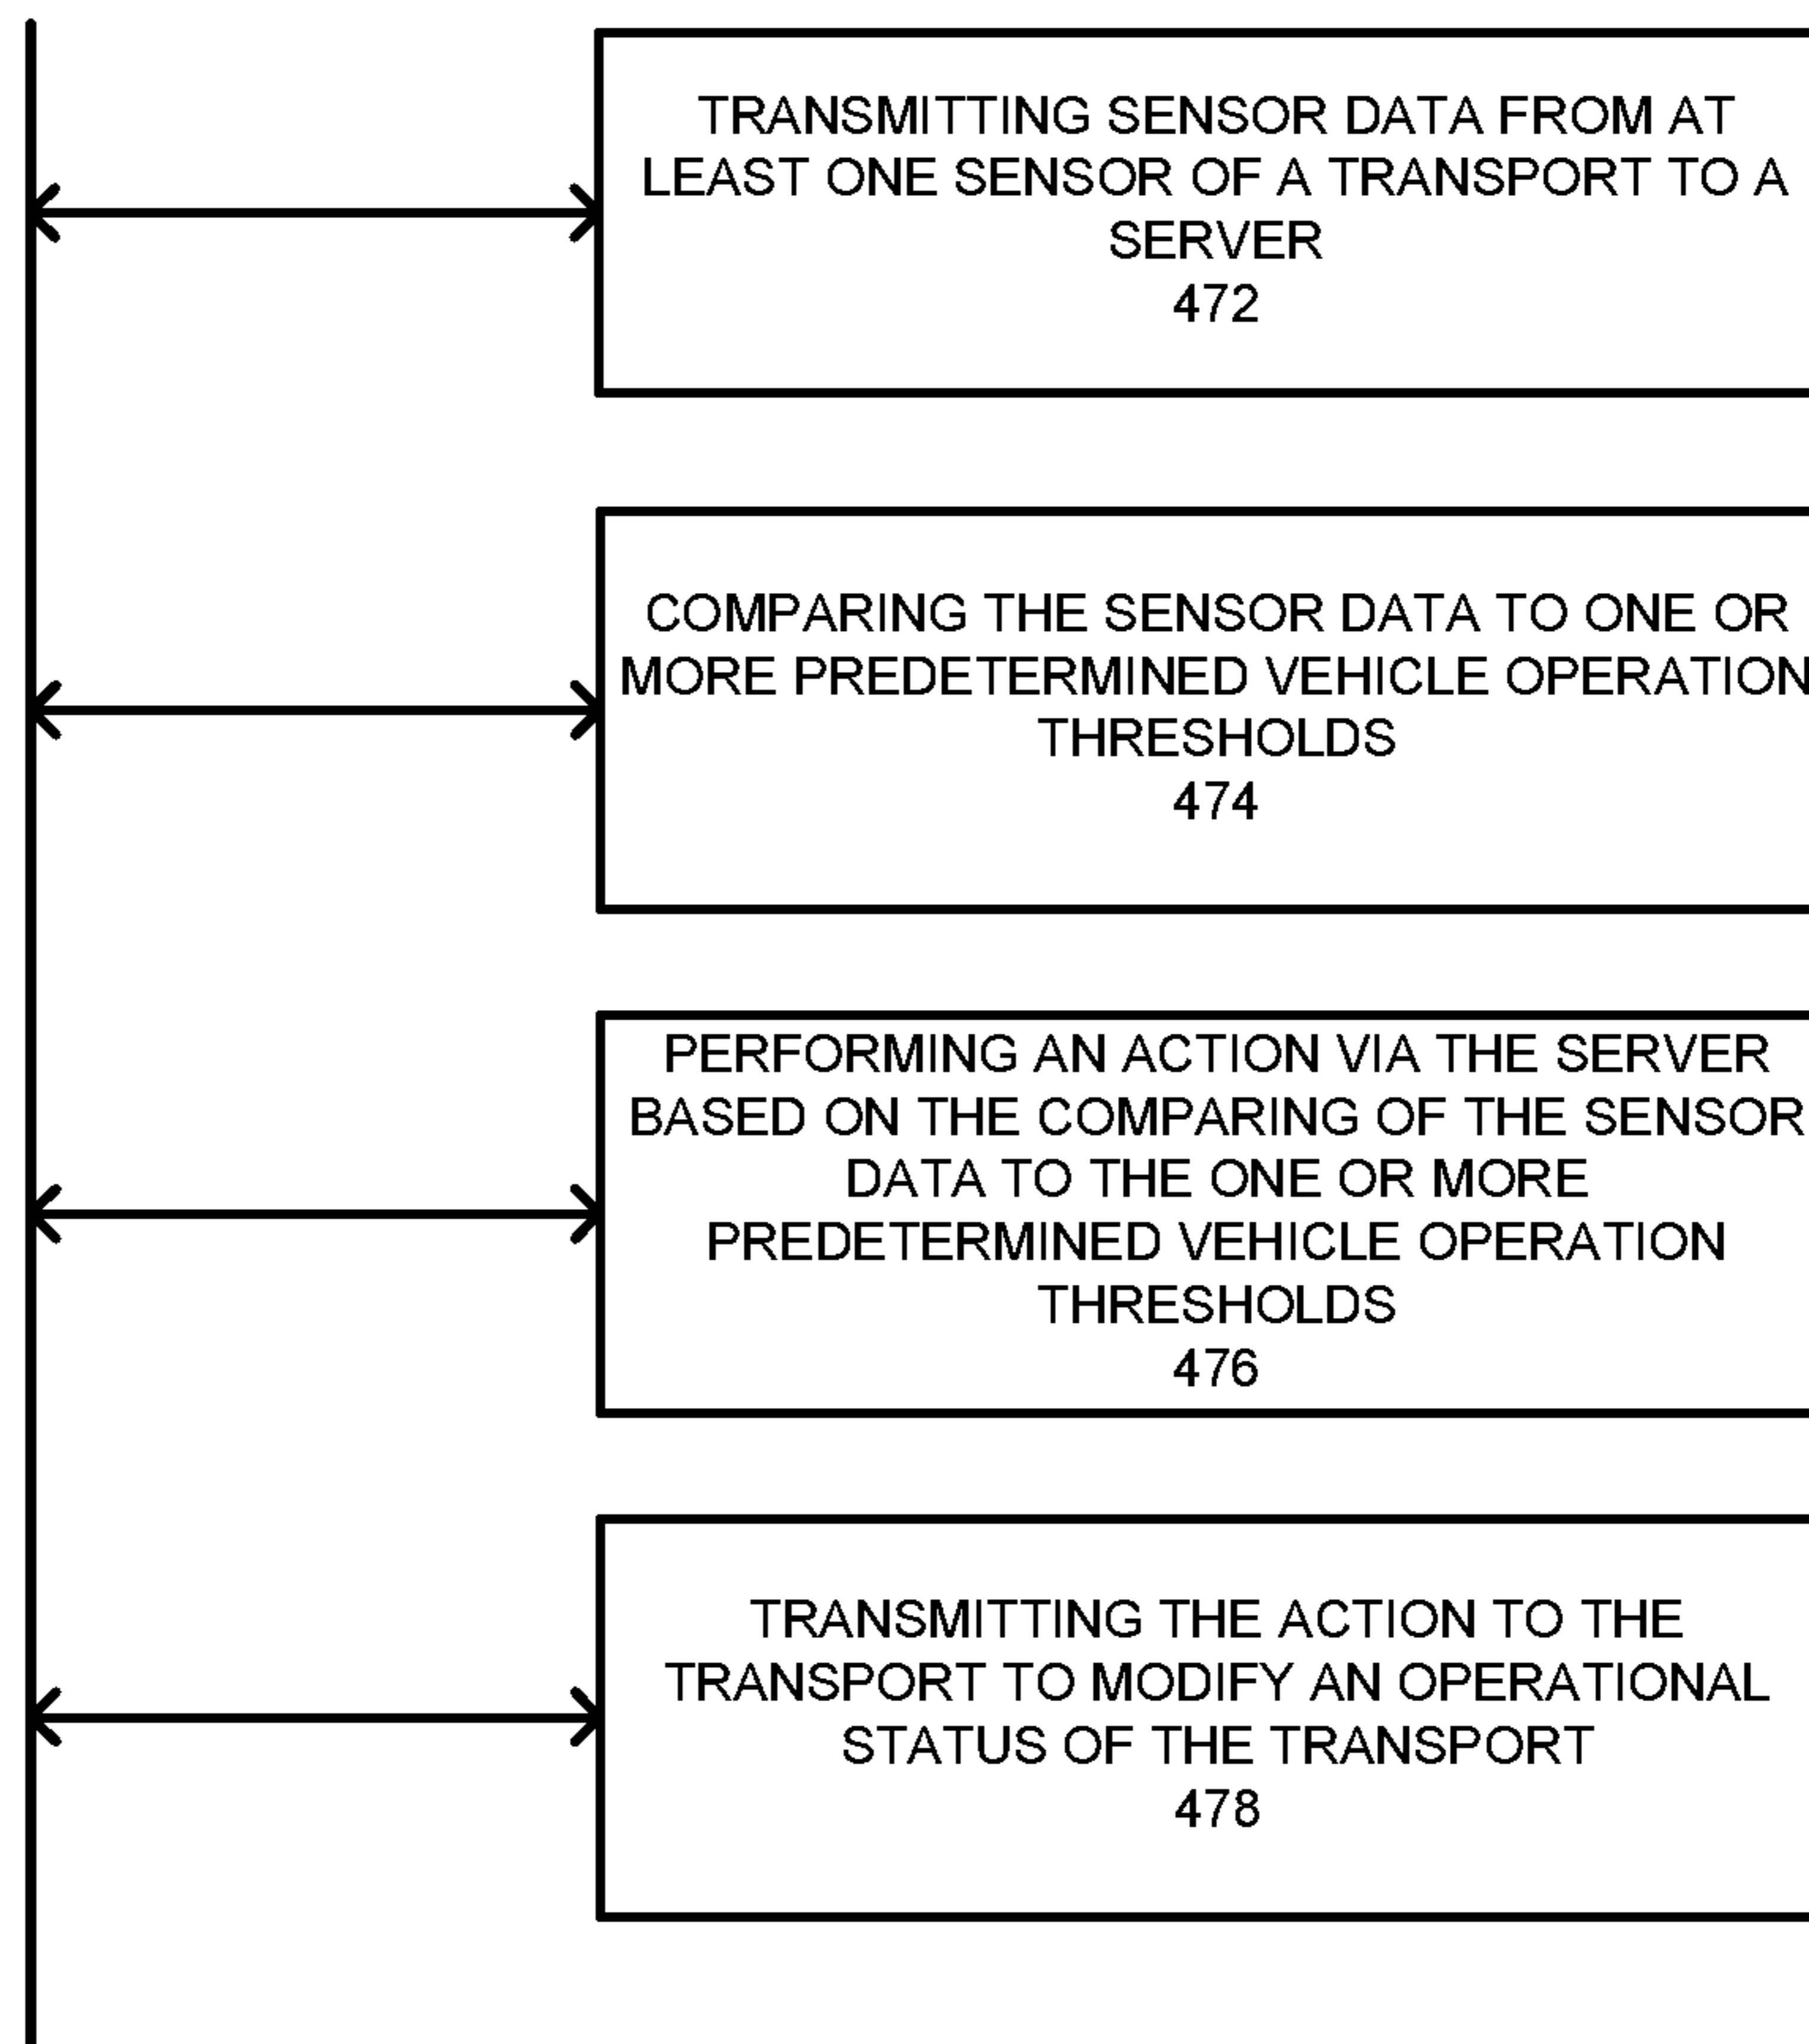 TRANSMITTING SENSOR DATA FROM AT
LEAST ONE SENSOR OF A TRANSPORT TO A
SERVER
472
COMPARING THE SENSOR DATA TO ONE OR
MORE PREDETERMINED VEHICLE OPERATION
THRESHOLDS
474
PERFORMING AN ACTION VIA THE SERVER
BASED ON THE COMPARING OF THE SENSOR
DATA TO THE ONE OR MORE
PREDETERMINED VEHICLE OPERATION
THRESHOLDS
476
TRANSMITTING THE ACTION TO THE
TRANSPORT TO MODIFY AN OPERATIONAL
STATUS OF THE TRANSPORT
478